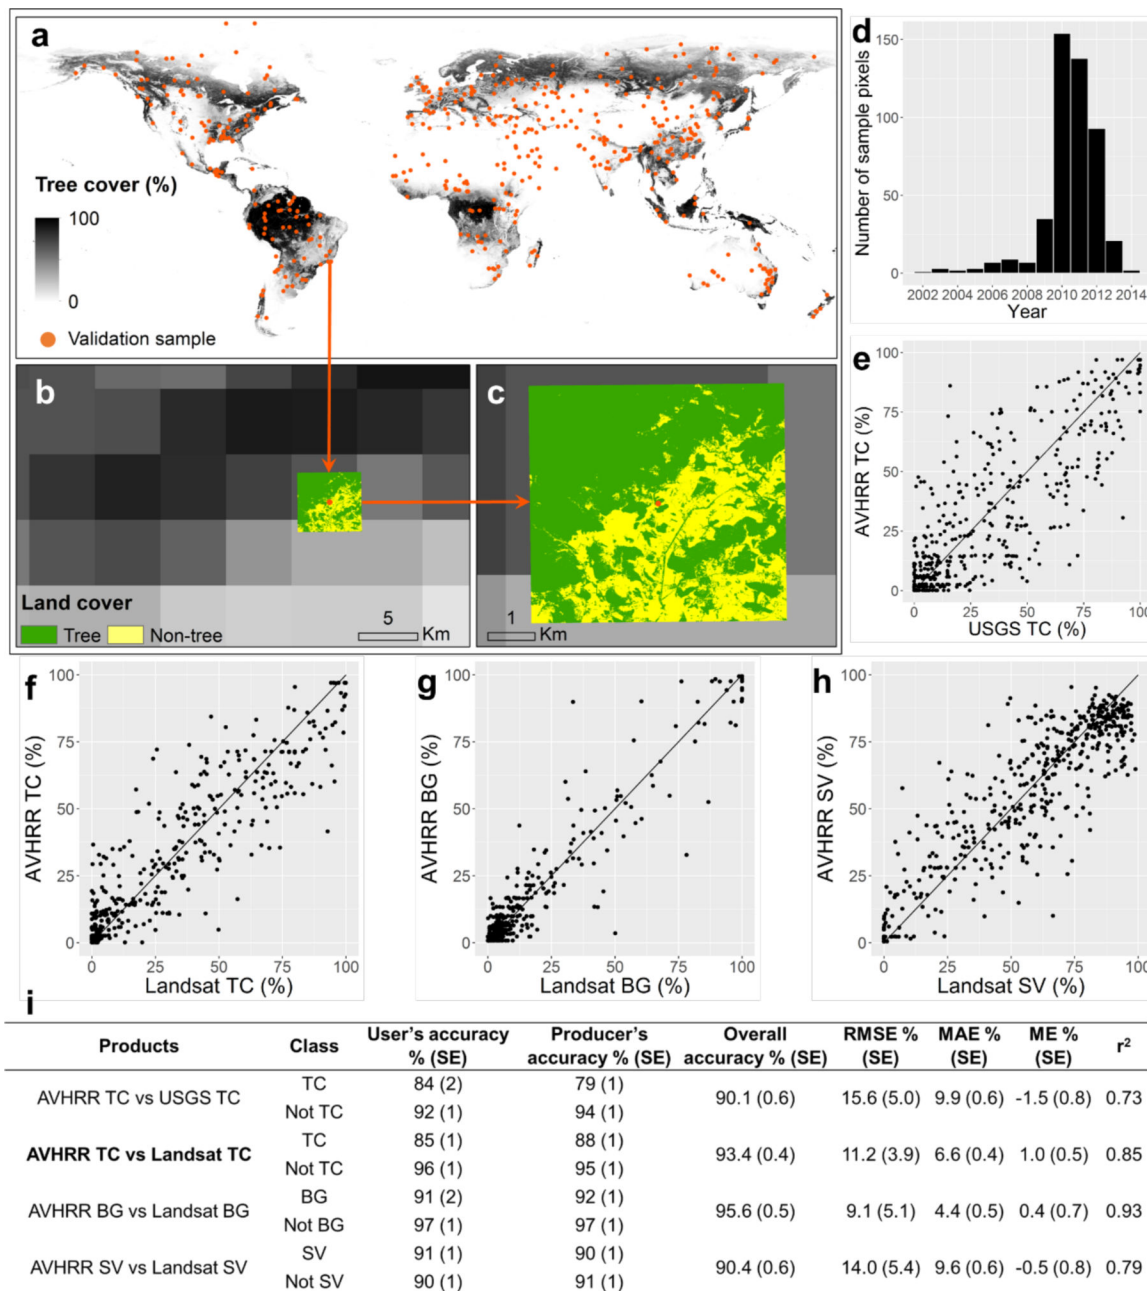 a
Tree cover (%)
100
0
Validation sample
b
Land cover
Tree Non-tree
5
Km
c
1
Km
d
Number of sample pixels
150
100
50
0
2002 2004 2006 2008 2010 2012 2014
Year
e
AVHRR TC (%)
100
75
50
25
0
0 25 50 75 100
USGS TC (%)
f
AVHRR TC (%)
100
75
50
25
0
0 25 50 75 100
Landsat TC (%)
g
AVHRR BG (%)
100
75
50
25
0
0 25 50 75 100
Landsat BG (%)
h
AVHRR SV (%)
100
75
50
25
0
0 25 50 75 100
Landsat SV (%)
i
Products Class User's accuracy % (SE) Producer's accuracy % (SE) Overall accuracy % (SE) RMSE % (SE) MAE % (SE) ME % (SE) r²
AVHRR TC vs USGS TC TC 84 (2) 79 (1) 90.1 (0.6) 15.6 (5.0) 9.9 (0.6) -1.5 (0.8) 0.73
Not TC 92 (1) 94 (1)
AVHRR TC vs Landsat TC TC 85 (1) 88 (1) 93.4 (0.4) 11.2 (3.9) 6.6 (0.4) 1.0 (0.5) 0.85
Not TC 96 (1) 95 (1)
AVHRR BG vs Landsat BG BG 91 (2) 92 (1) 95.6 (0.5) 9.1 (5.1) 4.4 (0.5) 0.4 (0.7) 0.93
Not BG 97 (1) 97 (1)
AVHRR SV vs Landsat SV SV 91 (1) 90 (1) 90.4 (0.6) 14.0 (5.4) 9.6 (0.6) -0.5 (0.8) 0.79
Not SV 90 (1) 91 (1)